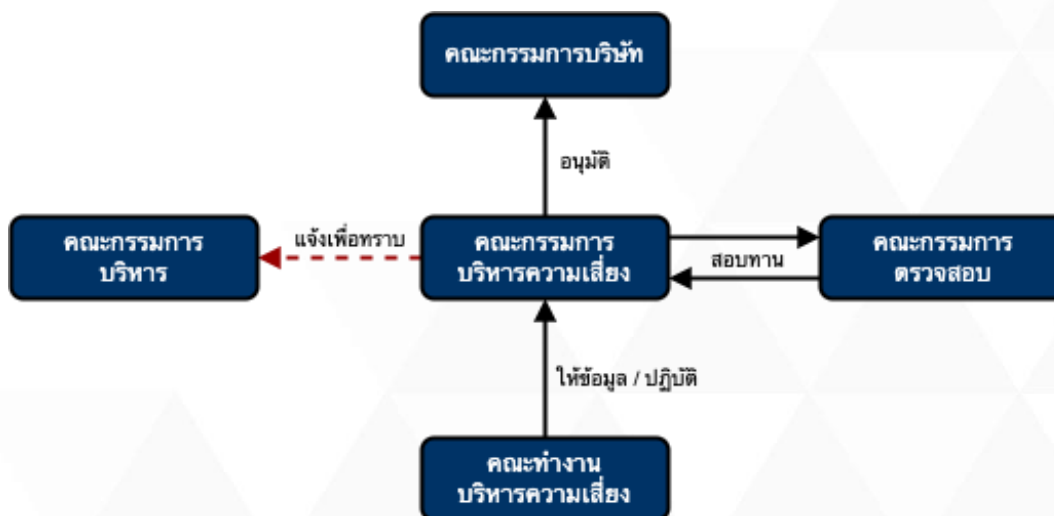 คณะกรรมการบริษัท
อนุมัติ
คณะกรรมการ
บริหาร
แจ้งเพื่อทราบ
คณะกรรมการ
บริหารความเสี่ยง
สอบทาน
คณะกรรมการ
ตรวจสอบ
ให้ข้อมูล / ปฏิบัติ
คณะทำงาน
บริหารความเสี่ยง